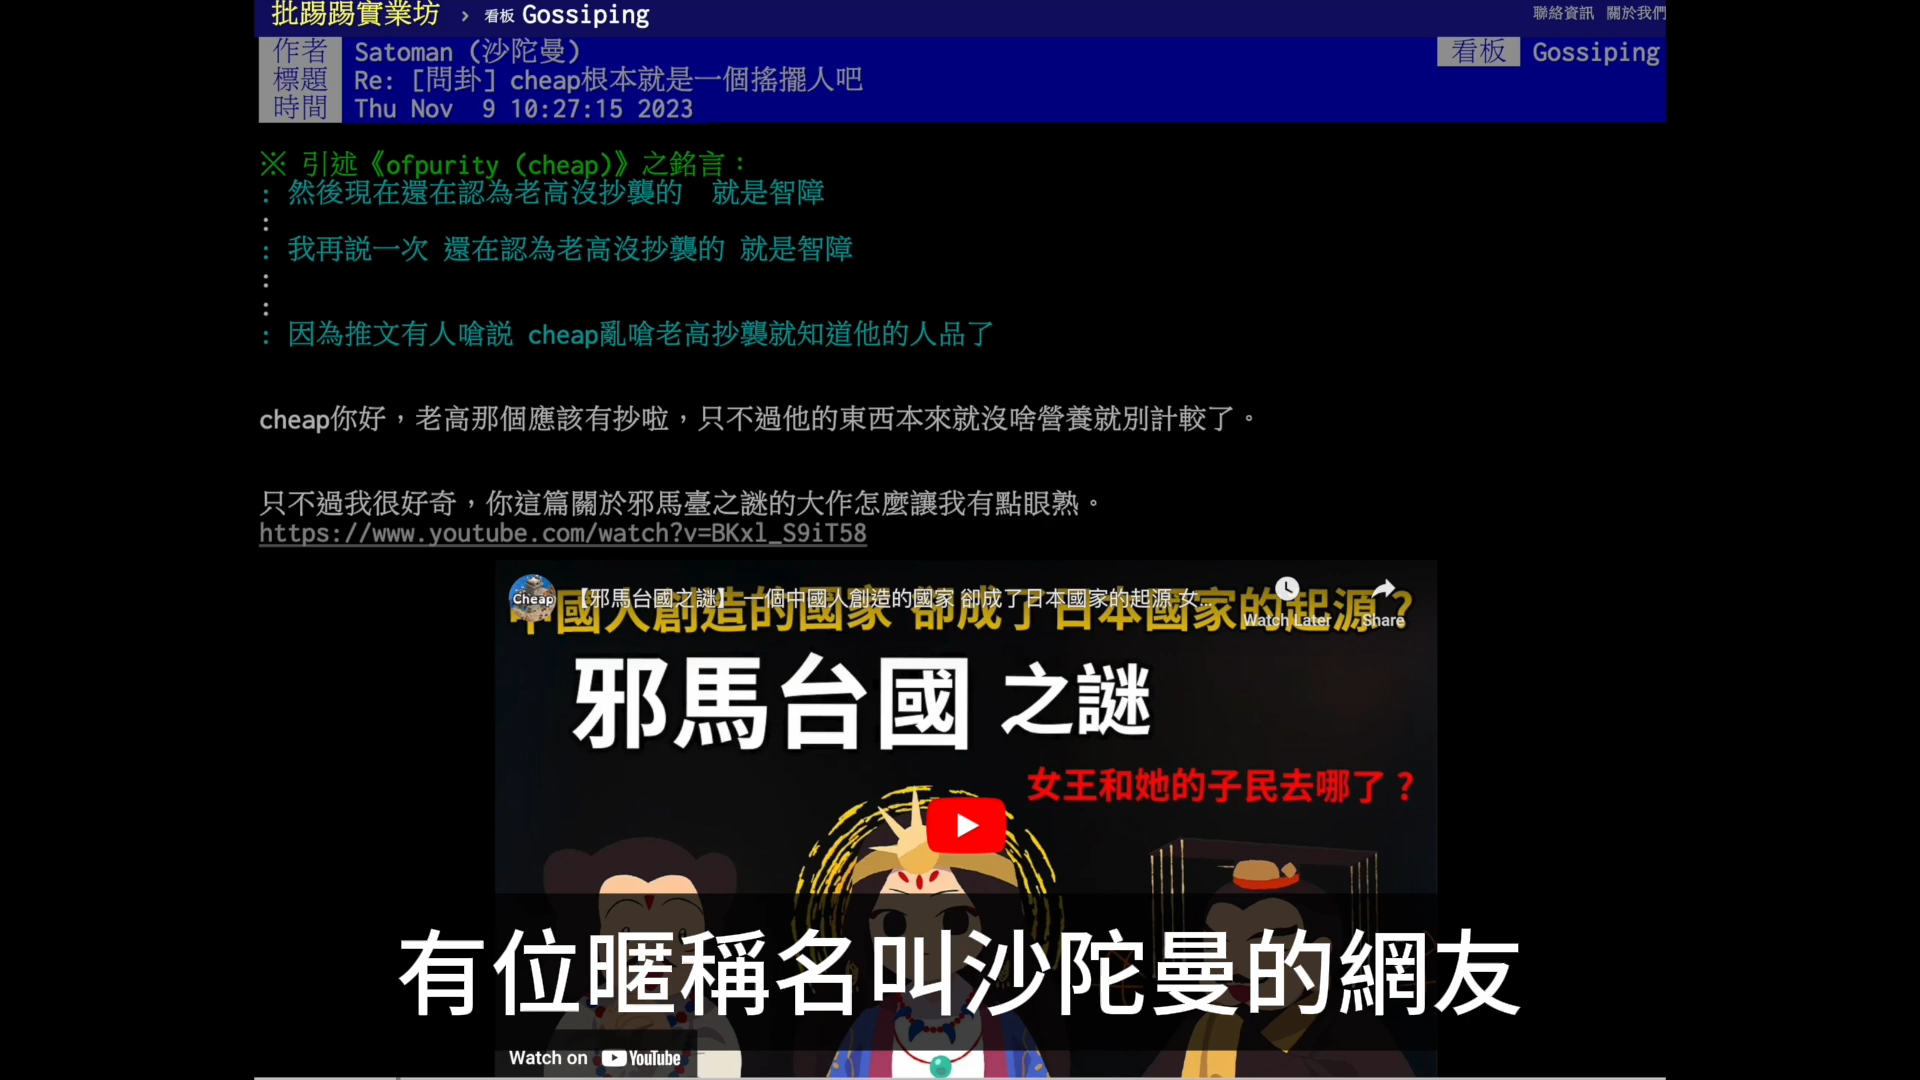 批踢踢實業坊 › 看板 Gossiping
聯絡資訊 關於我們
作者 Satoman (沙陀曼)
看板 Gossiping
標題 Re: [問卦] cheap根本就是一個搖擺人吧
時間 Thu Nov 9 10:27:15 2023
※ 引述《ofpurity (cheap)》之銘言:
: 然後現在還在認為老高沒抄襲的 就是智障
:
: 我再説一次 還在認為老高沒抄襲的 就是智障
:
:
: 因為推文有人嗆説 cheap亂嗆老高抄襲就知道他的人品了
cheap你好,老高那個應該有抄啦,只不過他的東西本來就沒啥營養就別計較了。
只不過我很好奇,你這篇關於邪馬臺之謎的大作怎麼讓我有點眼熟。
https://www.youtube.com/watch?v=BKxl_S9iT58
Cheap
【邪馬台國之謎】 一個中國人創造的國家 卻成了日本國家的起源 女...
Watch Later
Share
中國人創造的國家 卻成了日本國家的起源?
邪馬台國 之謎
女王和她的子民去哪了?
有位暱稱名叫沙陀曼的網友
Watch on YouTube